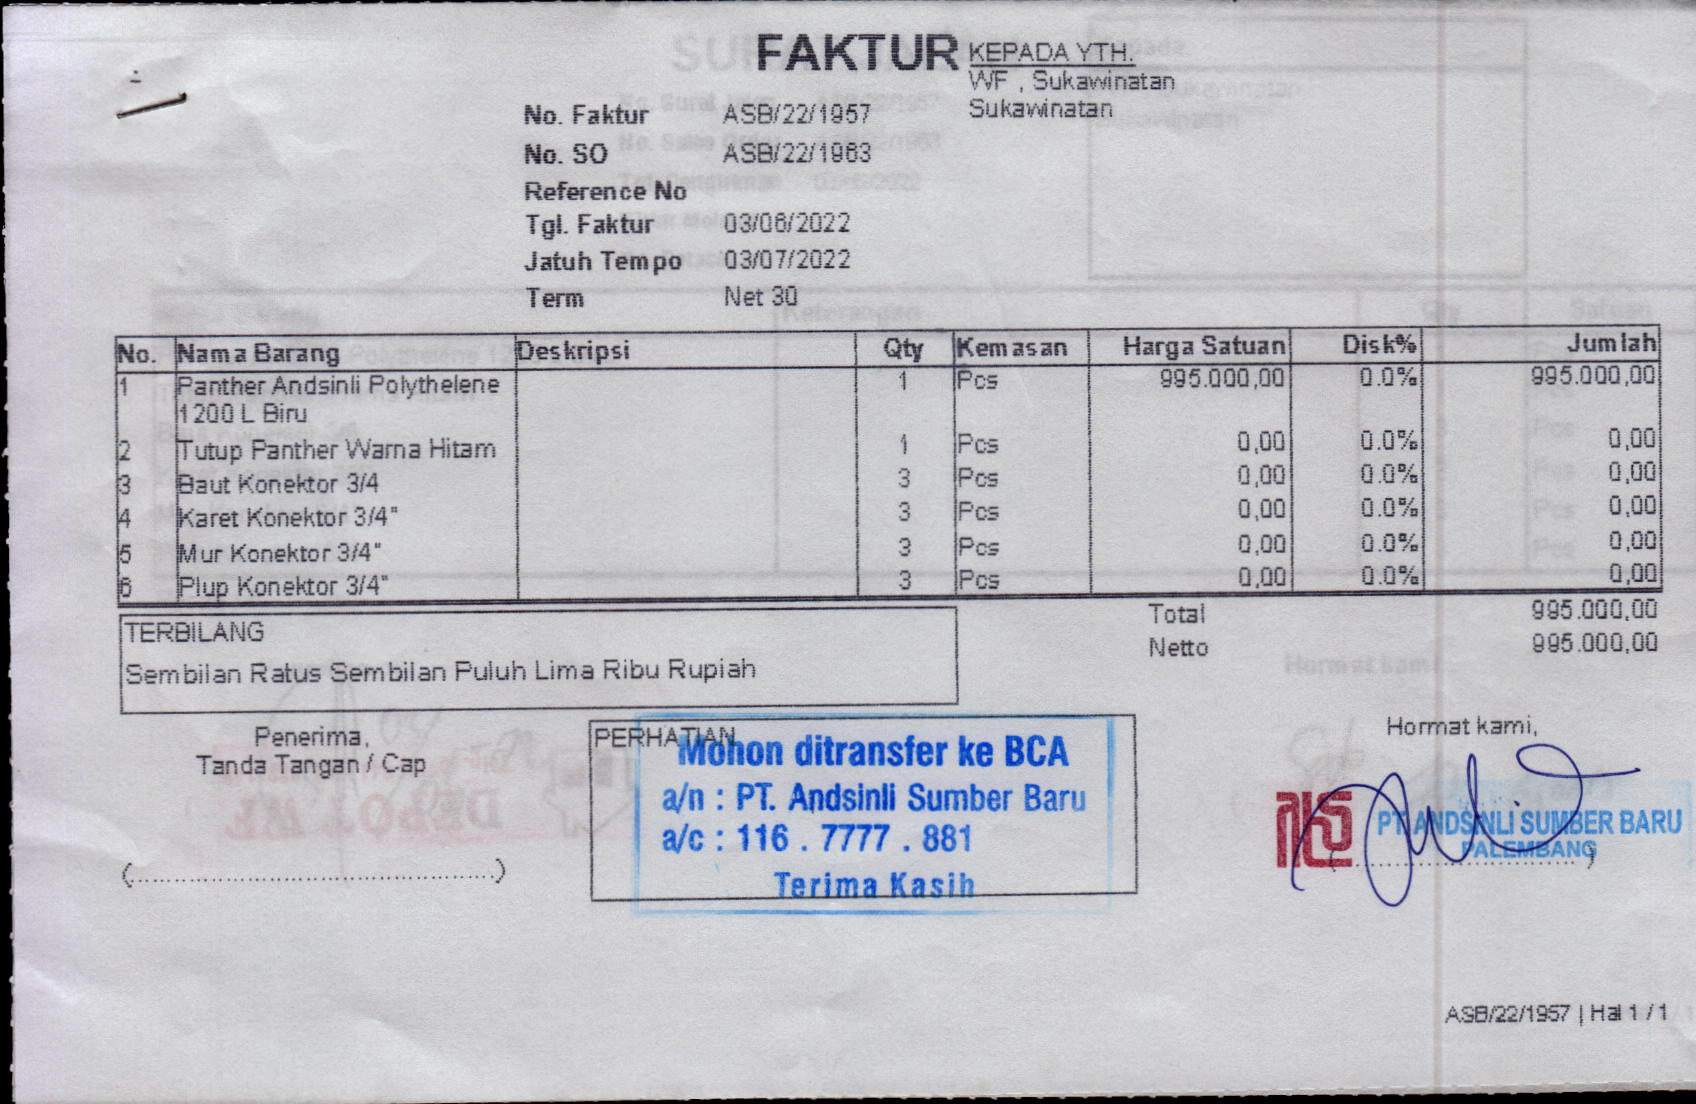 FAKTUR
KEPADA YTH.
WF , Sukawinatan
Sukawinatan
No. Faktur ASB/22/1957
No. SO ASB/22/1963
Reference No
Tgl. Faktur 03/06/2022
Jatuh Tempo 03/07/2022
Term Net 30
No. Nama Barang Deskripsi Qty Kemasan Harga Satuan Disk% Jumlah
1 Panther Andsinli Polythelene 1 Pcs 995.000,00 0.0% 995.000,00
1200 L Biru
2 Tutup Panther Warna Hitam 1 Pcs 0,00 0.0% 0,00
3 Baut Konektor 3/4 3 Pcs 0,00 0.0% 0,00
4 Karet Konektor 3/4" 3 Pcs 0,00 0.0% 0,00
5 Mur Konektor 3/4" 3 Pcs 0,00 0.0% 0,00
6 Plup Konektor 3/4" 3 Pcs 0,00 0.0% 0,00
Total 995.000,00
Netto 995.000,00
TERBILANG
Sembilan Ratus Sembilan Puluh Lima Ribu Rupiah
Penerima,
Tanda Tangan / Cap
(..........................................................)
PERHATIAN
Mohon ditransfer ke BCA
a/n : PT. Andsinli Sumber Baru
a/c : 116 . 7777 . 881
Terima Kasih
Hormat kami,
PT. ANDSINLI SUMBER BARU
PALEMBANG
ASB/22/1957 | Hal 1 / 1